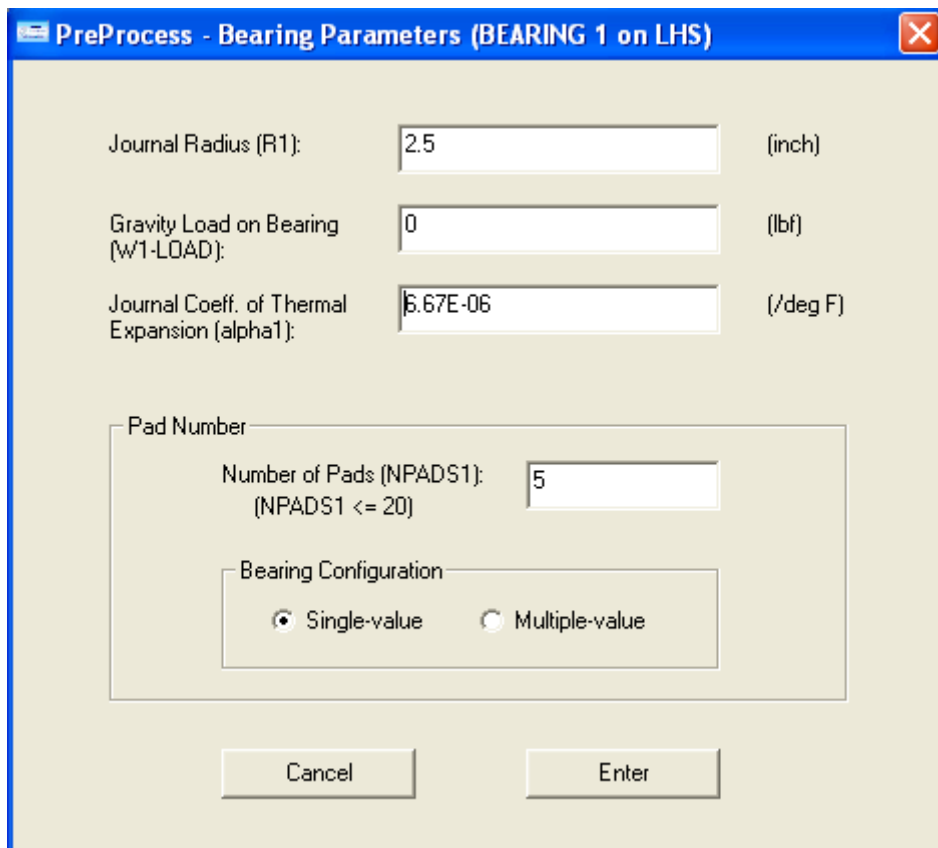 PreProcess - Bearing Parameters (BEARING 1 on LHS)
Journal Radius (R1): 2.5 (inch)
Gravity Load on Bearing 0 (lbf)
(W1-LOAD):
Journal Coeff. of Thermal 6.67E-06 (/deg F)
Expansion (alpha1):
Pad Number
Number of Pads (NPADS1): 5
(NPADS1 <= 20)
Bearing Configuration
Single-value Multiple-value
Cancel Enter